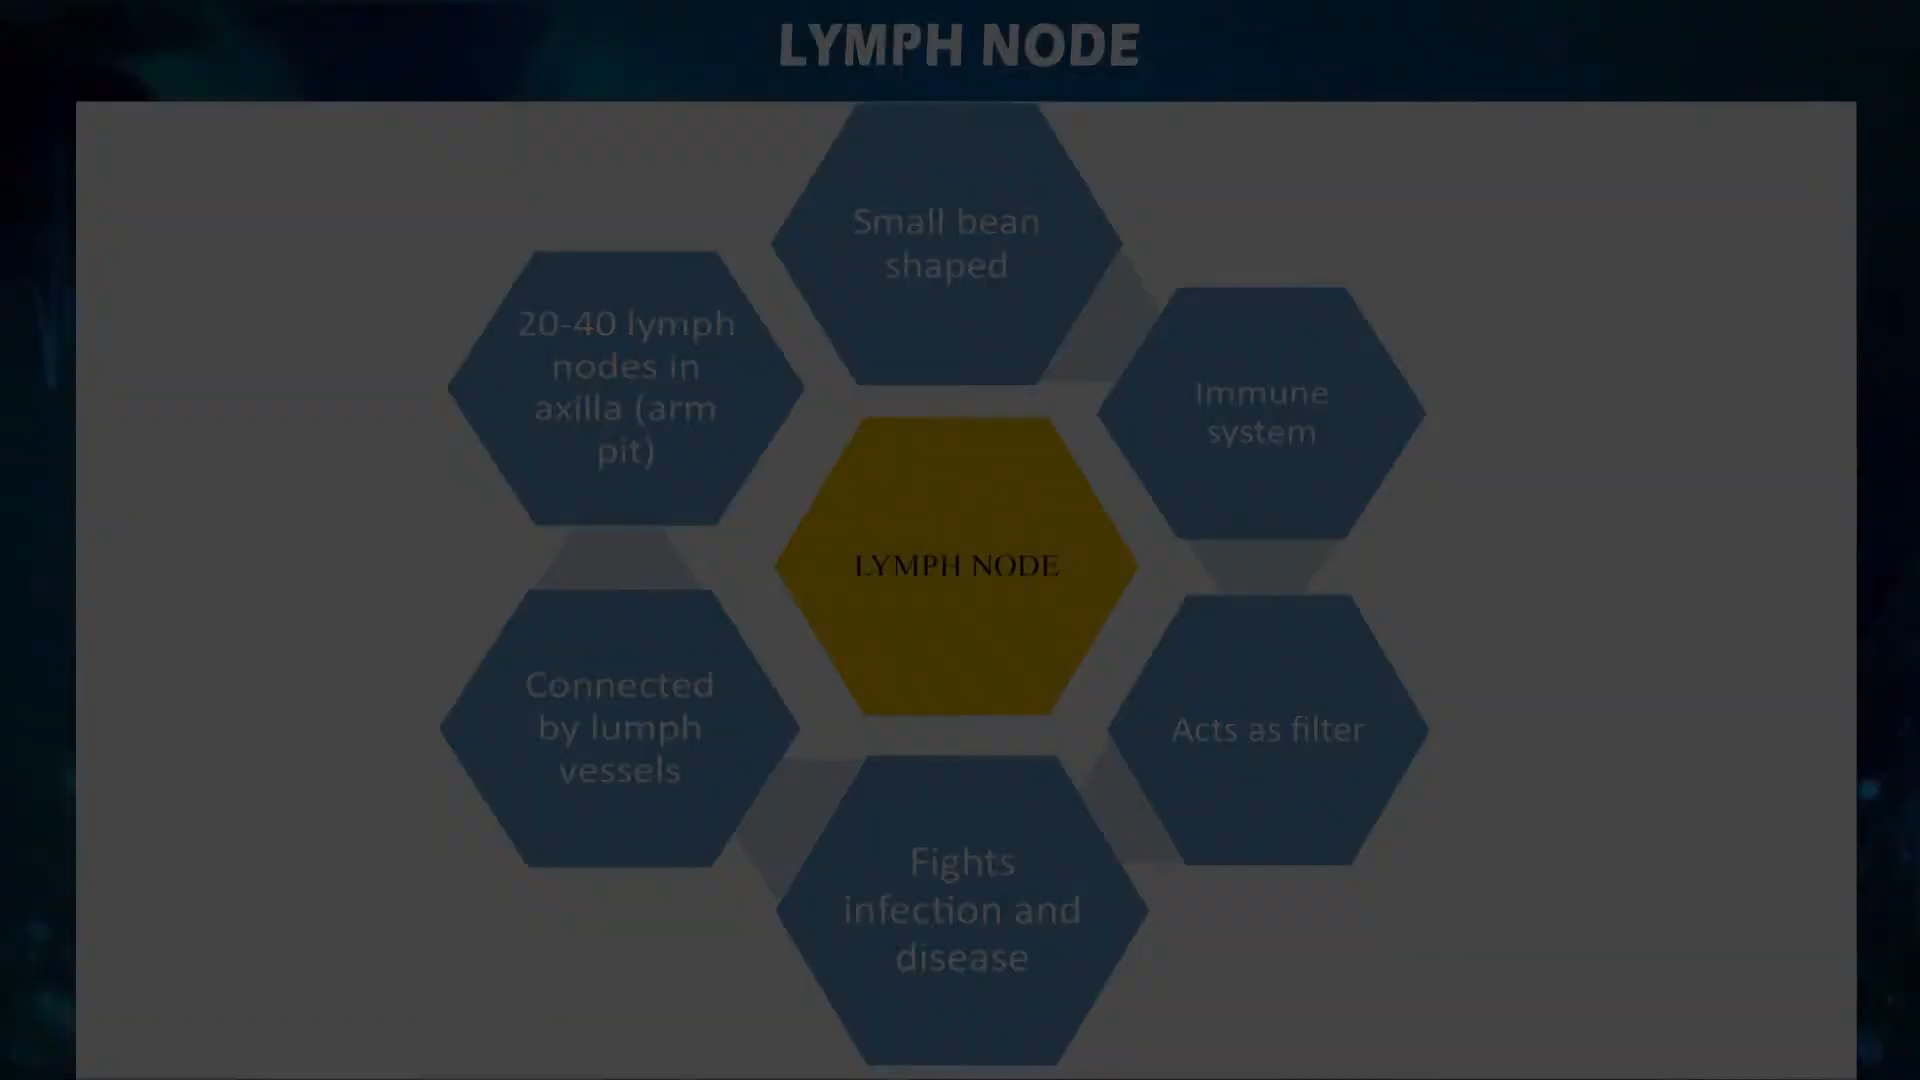 LYMPH NODE
Small bean
shaped
Immune
system
Acts as filter
Fights
infection and
disease
Connected
by lumph
vessels
20-40 lymph
nodes in
axilla (arm
pit)
LYMPH NODE